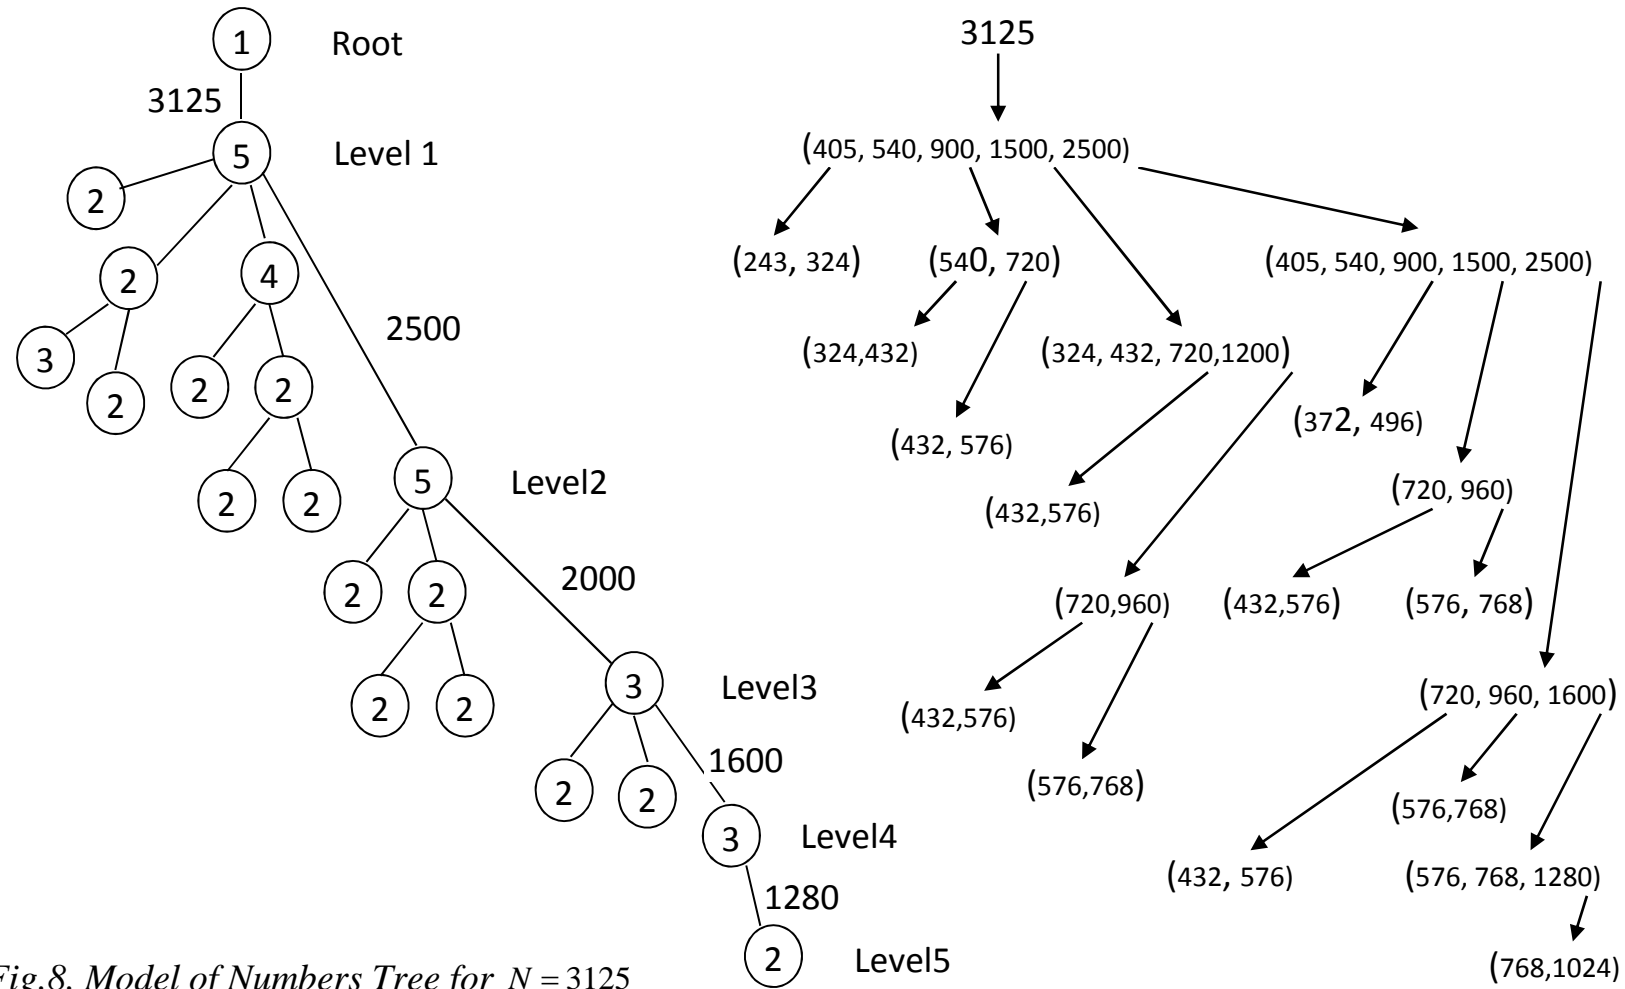 1 Root
3125
5 Level 1
2
2 4
3 2 2 2
2 2
2500
5 Level2
2 2
2 2
2000
3 Level3
2 2
1600
3 Level4
1280
2 Level5
3125
(405, 540, 900, 1500, 2500)
(243, 324) (540, 720) (405, 540, 900, 1500, 2500)
(324,432) (324, 432, 720,1200)
(372, 496)
(432, 576)
(720, 960)
(432,576)
(720,960) (432,576) (576, 768)
(720, 960, 1600)
(432,576)
(576,768)
(576,768)
(432, 576) (576, 768, 1280)
(768,1024)
Fig.8. Model of Numbers Tree for N = 3125